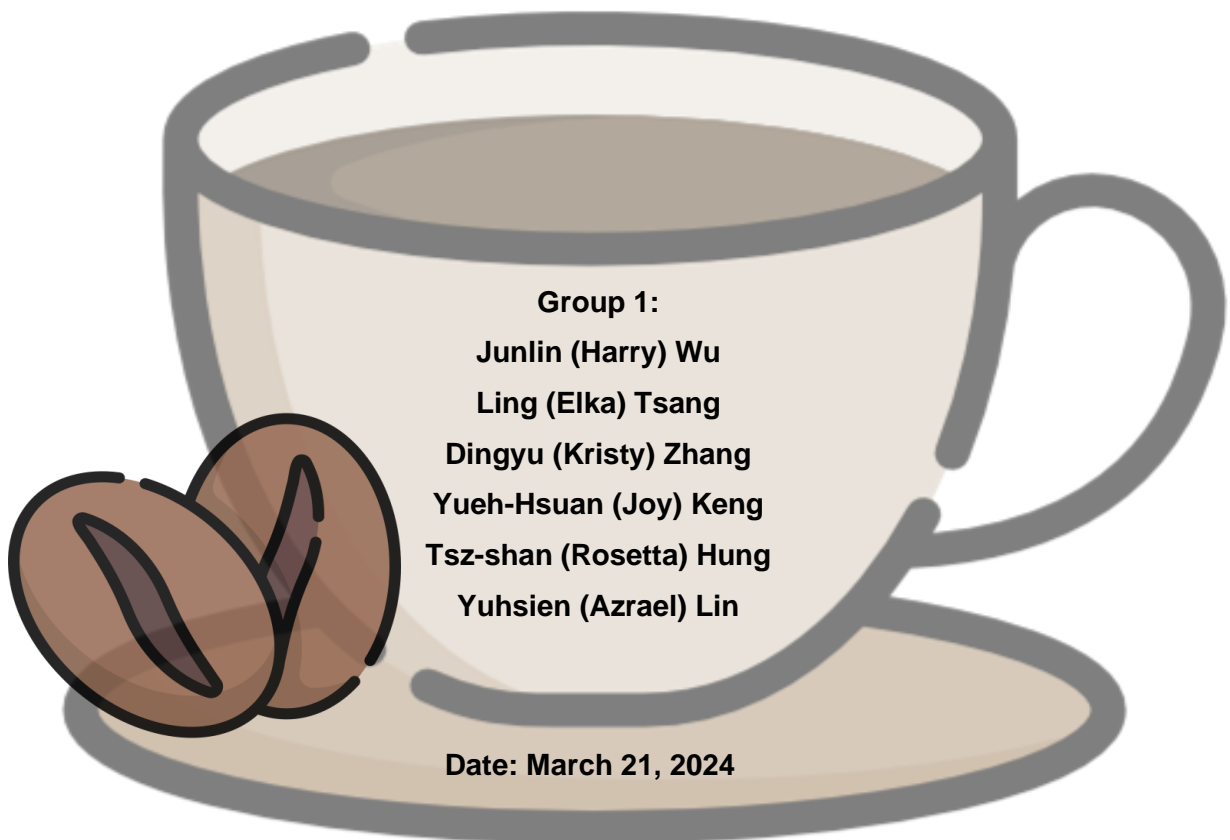 Group 1:
Junlin (Harry) Wu
Ling (Elka) Tsang
Dingyu (Kristy) Zhang
Yueh-Hsuan (Joy) Keng
Tsz-shan (Rosetta) Hung
Yuhsien (Azrael) Lin
Date: March 21, 2024